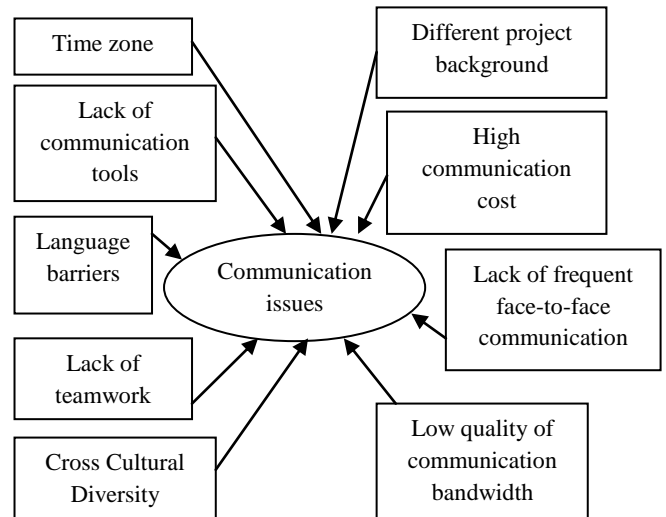 Time zone
Different project
background
Lack of
communication
tools
High
communication
cost
Language
barriers
Communication
issues
Lack of frequent
face-to-face
communication
Lack of
teamwork
Low quality of
communication
bandwidth
Cross Cultural
Diversity